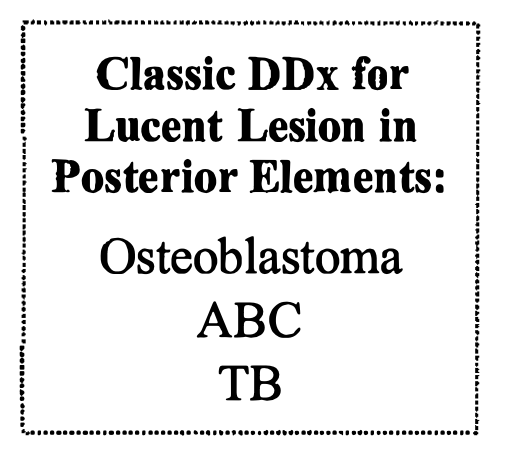 Classic DDx for
Lucent Lesion in
Posterior Elements:
Osteoblastoma
ABC
TB